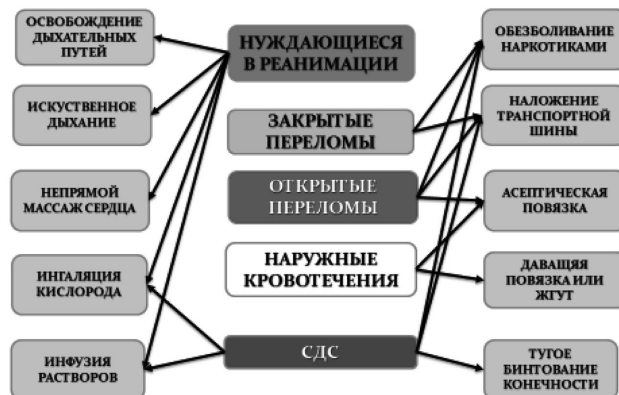 ОСВОБОЖДЕНИЕ
ДЫХАТЕЛЬНЫХ
ПУТЕЙ
ИСКУСТВЕННОЕ
ДЫХАНИЕ
НЕПРЯМОЙ
МАССАЖ СЕРДЦА
ИНГАЛЯЦИЯ
КИСЛОРОДА
ИНФУЗИЯ
РАСТВОРОВ
НУЖДАЮЩИЕСЯ
В РЕАНИМАЦИИ
ЗАКРЫТЫЕ
ПЕРЕЛОМЫ
ОТКРЫТЫЕ
ПЕРЕЛОМЫ
НАРУЖНЫЕ
КРОВОТЕЧЕНИЯ
СДС
ОБЕЗБОЛИВАНИЕ
НАРКОТИКАМИ
НАЛОЖЕНИЕ
ТРАНСПОРТНОЙ
ШИНЫ
АСЕПТИЧЕСКАЯ
ПОВЯЗКА
ДАВАЩЯЯ
ПОВЯЗКА ИЛИ
ЖГУТ
ТУГОЕ
БИНТОВАНИЕ
КОНЕЧНОСТИ